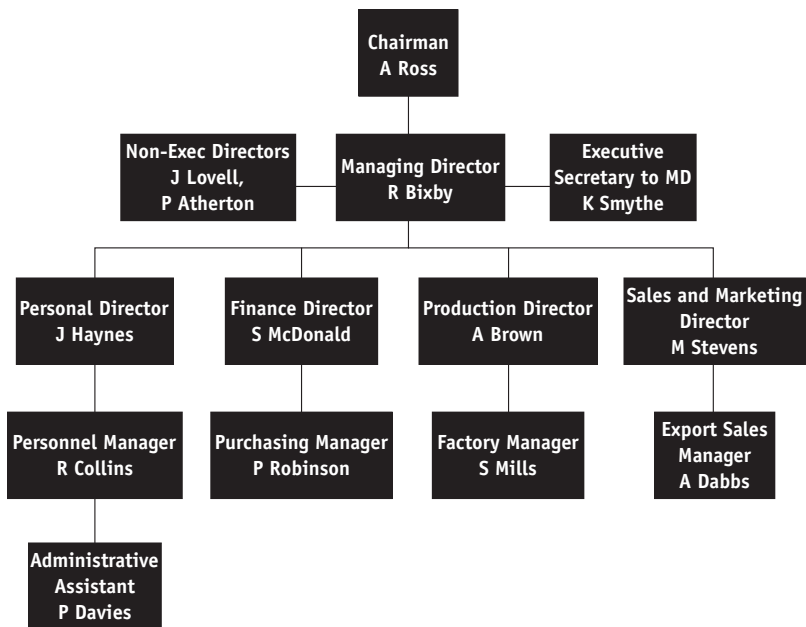 Chairman
A Ross
Non-Exec Directors
J Lovell,
P Atherton
Managing Director
R Bixby
Executive
Secretary to MD
K Smythe
Personal Director
J Haynes
Finance Director
S McDonald
Production Director
A Brown
Sales and Marketing
Director
M Stevens
Personnel Manager
R Collins
Purchasing Manager
P Robinson
Factory Manager
S Mills
Export Sales
Manager
A Dabbs
Administrative
Assistant
P Davies